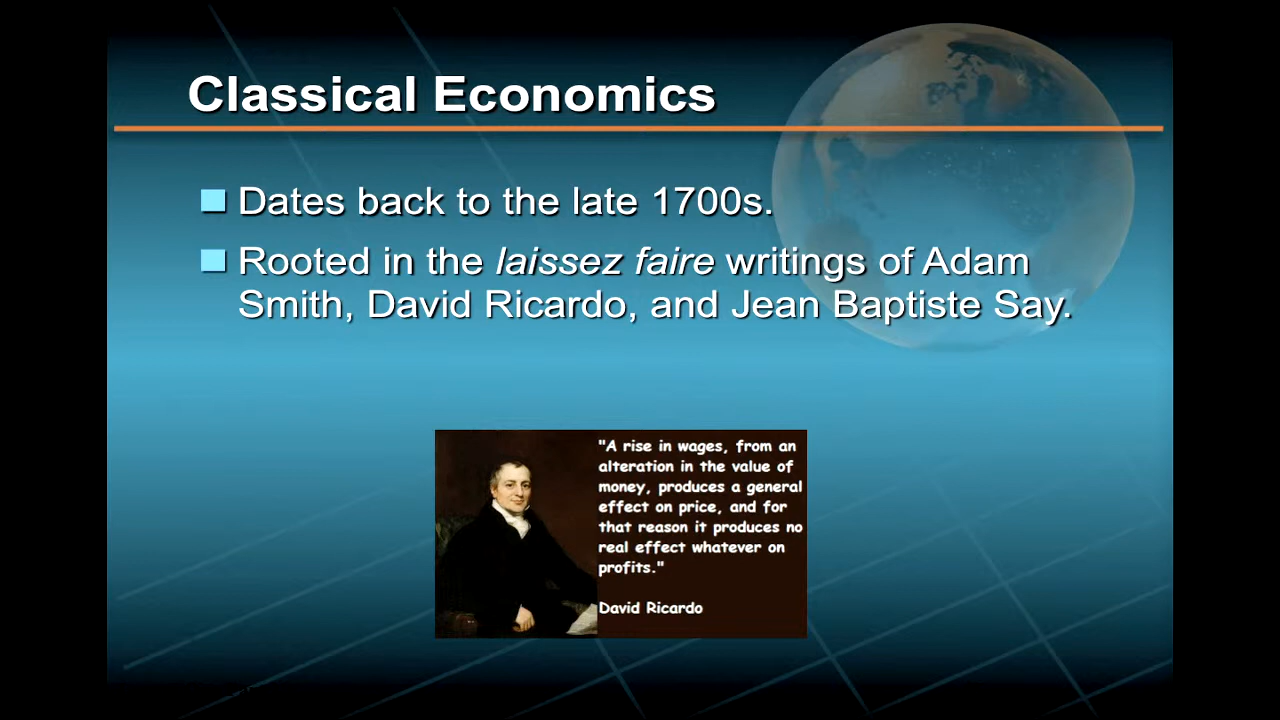 Classical Economics
Dates back to the late 1700s.
Rooted in the laissez faire writings of Adam
Smith, David Ricardo, and Jean Baptiste Say.
"A rise in wages, from an
alteration in the value of
money, produces a general
effect on price, and for
that reason it produces no
real effect whatever on
profits."
David Ricardo